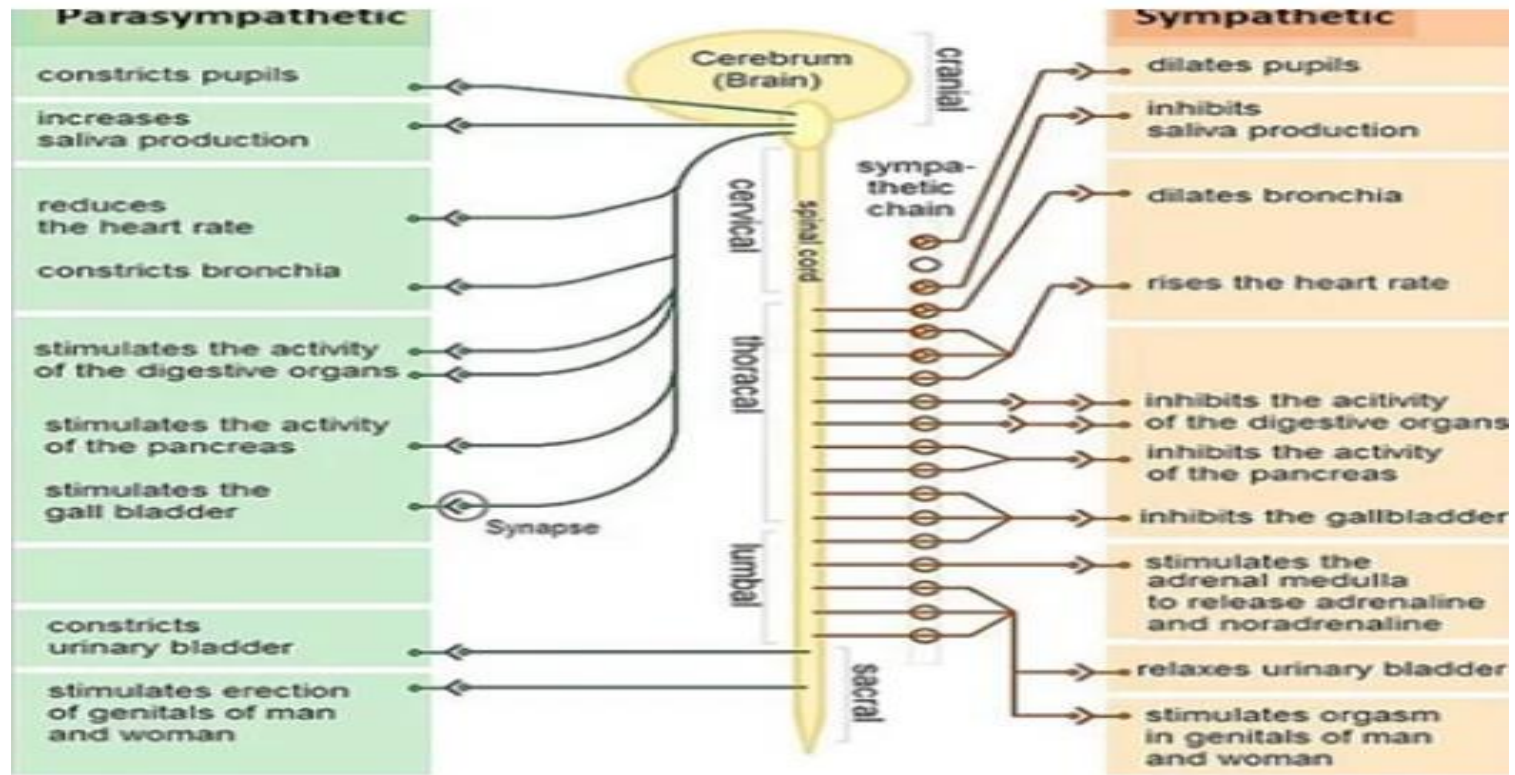 Parasympathetic
constricts pupils
increases
saliva production
reduces
the heart rate
constricts bronchia
stimulates the activity
of the digestive organs
stimulates the activity
of the pancreas
stimulates the
gall bladder
constricts
urinary bladder
stimulates erection
of genitals of man
and woman
Cerebrum
(Brain)
cranial
cervical
spinal cord
sympa-
thetic
chain
thoracal
Synapse
lumbal
sacral
Sympathetic
dilates pupils
inhibits
saliva production
dilates bronchia
rises the heart rate
inhibits the acitivity
of the digestive organs
inhibits the activity
of the pancreas
inhibits the gallbladder
stimulates the
adrenal medulla
to release adrenaline
and noradrenaline
relaxes urinary bladder
stimulates orgasm
in genitals of man
and woman